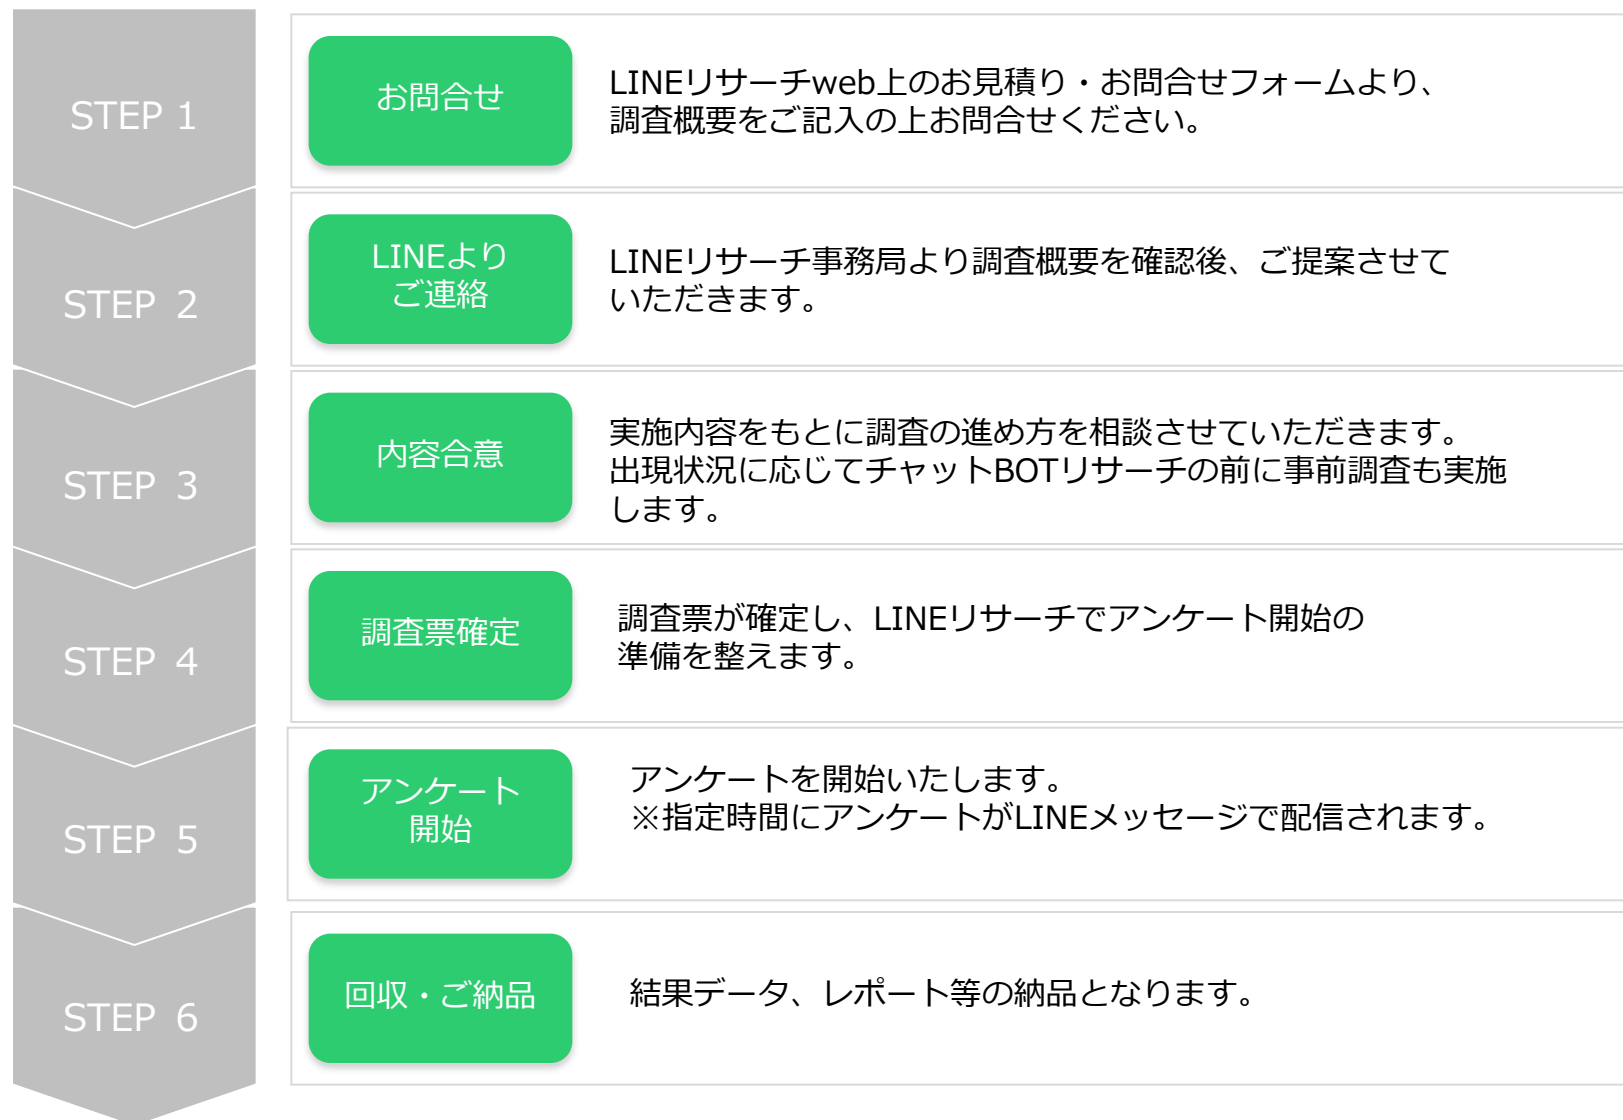 STEP 1
お問合せ
LINEリサーチweb上のお見積り・お問合せフォームより、
調査概要をご記入の上お問合せください。
STEP 2
LINEより
ご連絡
LINEリサーチ事務局より調査概要を確認後、ご提案させて
いただきます。
STEP 3
内容合意
実施内容をもとに調査の進め方を相談させていただきます。
出現状況に応じてチャットBOTリサーチの前に事前調査も実施
します。
STEP 4
調査票確定
調査票が確定し、LINEリサーチでアンケート開始の
準備を整えます。
STEP 5
アンケート
開始
アンケートを開始いたします。
※指定時間にアンケートがLINEメッセージで配信されます。
STEP 6
回収・ご納品
結果データ、レポート等の納品となります。